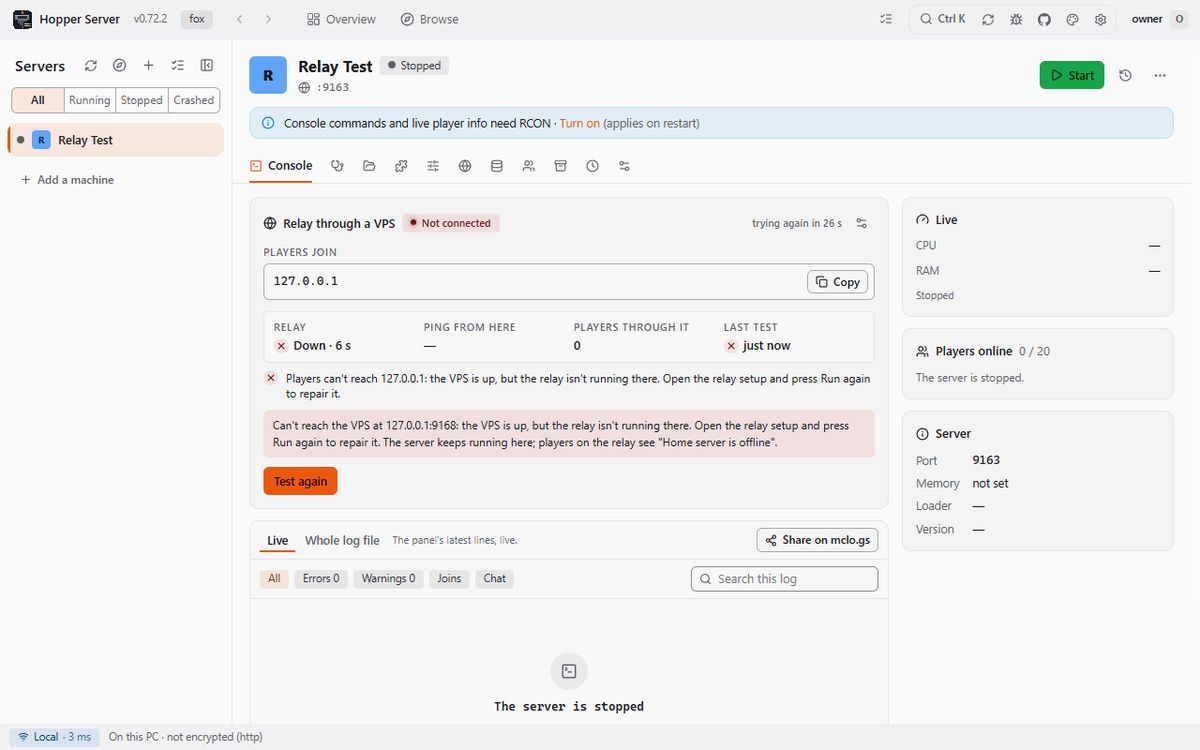 Hopper Server v0.72.2 fox Overview Browse Ctrl K owner O
Servers
All Running Stopped Crashed
R Relay Test
Add a machine
R Relay Test Stopped
:9163
Start
Console commands and live player info need RCON · Turn on (applies on restart)
Console
Relay through a VPS Not connected trying again in 26 s
PLAYERS JOIN
127.0.0.1 Copy
RELAY PING FROM HERE PLAYERS THROUGH IT LAST TEST
Down · 6 s — 0 just now
Players can't reach 127.0.0.1: the VPS is up, but the relay isn't running there. Open the relay setup and press Run again
to repair it.
Can't reach the VPS at 127.0.0.1:9168: the VPS is up, but the relay isn't running there. Open the relay setup and press
Run again to repair it. The server keeps running here; players on the relay see "Home server is offline".
Test again
Live Whole log file The panel's latest lines, live. Share on mclo.gs
All Errors 0 Warnings 0 Joins Chat Search this log
The server is stopped
Live
CPU —
RAM —
Stopped
Players online 0 / 20
The server is stopped.
Server
Port 9163
Memory not set
Loader —
Version —
Local · 3 ms On this PC · not encrypted (http)